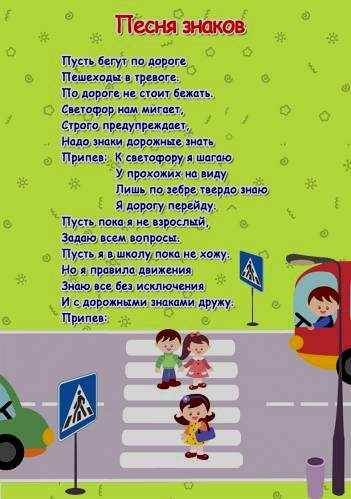 Песня знаков
Пусть бегут по дороге
Пешеходы в тревоге.
По дороге не стоит бежать.
Светофор нам мигает,
Строго предупреждает,
Надо знаки дорожные знать
Припев: К светофору я шагаю
У прохожих на виду
Лишь по зебре твердо знаю
Я дорогу перейду.
Пусть пока я не взрослый,
Задаю всем вопросы.
Пусть я в школу пока не хожу.
Но я правила движения
Знаю все без исключения
И с дорожными знаками дружу.
Припев: